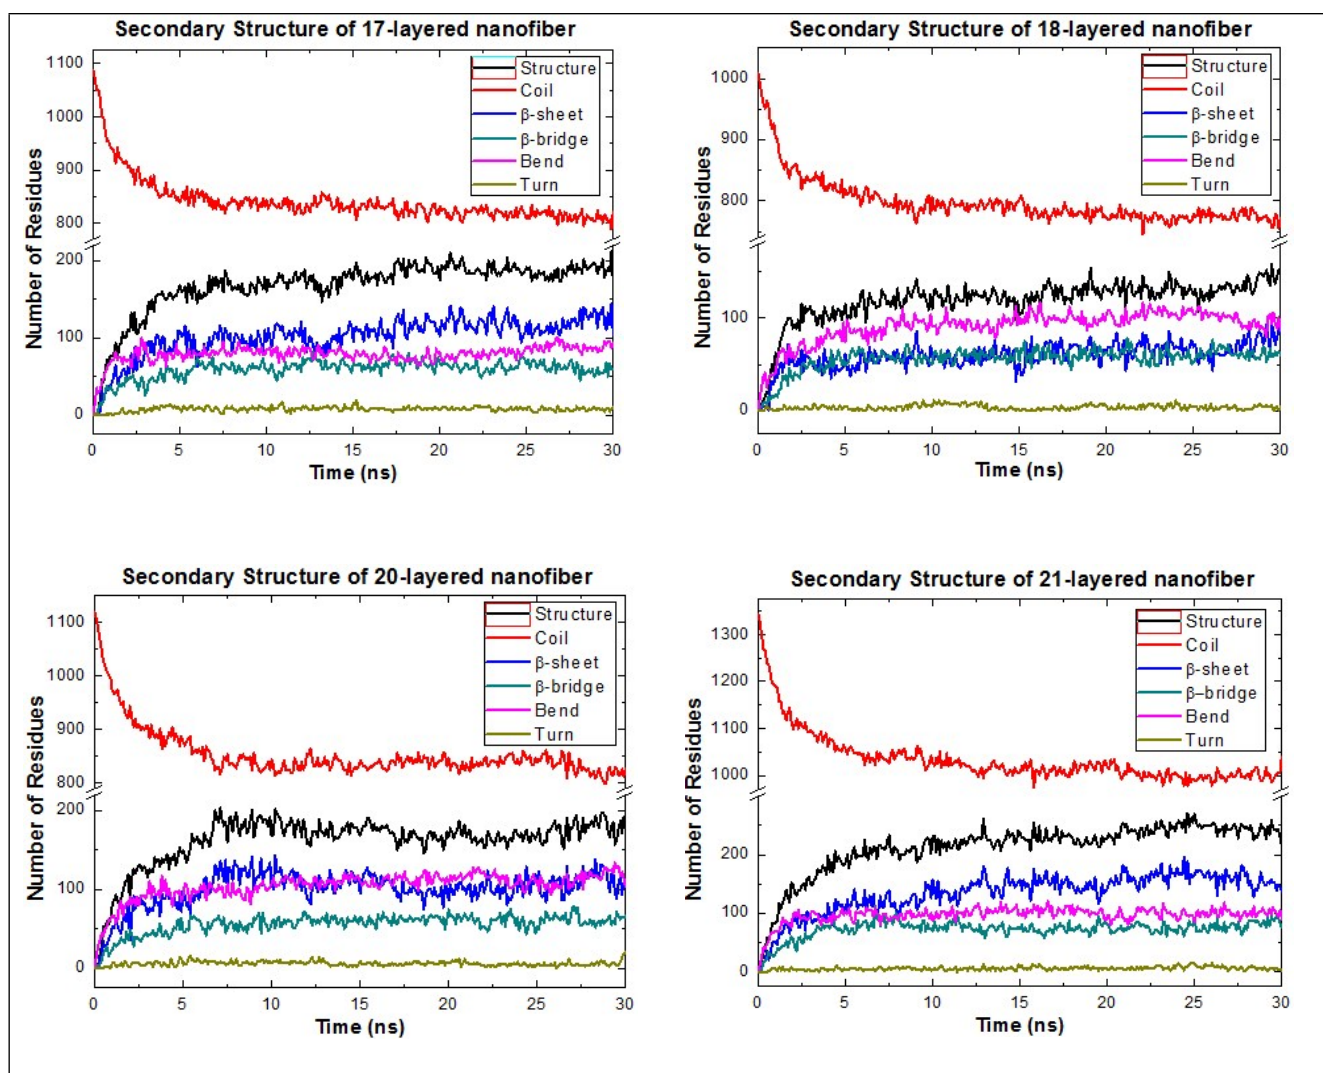 Secondary Structure of 17-layered nanofiber
1100
1000
900
800
200
100
0
Number of Residues
Structure
Coil
β-sheet
β-bridge
Bend
Turn
0 5 10 15 20 25 30
Time (ns)
Secondary Structure of 18-layered nanofiber
1000
900
800
100
0
Number of Residues
Structure
Coil
β-sheet
β-bridge
Bend
Turn
0 5 10 15 20 25 30
Time (ns)
Secondary Structure of 20-layered nanofiber
1100
1000
900
800
200
100
0
Number of Residues
Structure
Coil
β-sheet
β-bridge
Bend
Turn
0 5 10 15 20 25 30
Time (ns)
Secondary Structure of 21-layered nanofiber
1300
1200
1100
1000
200
100
0
Number of Residues
Structure
Coil
β-sheet
β–bridge
Bend
Turn
0 5 10 15 20 25 30
Time (ns)